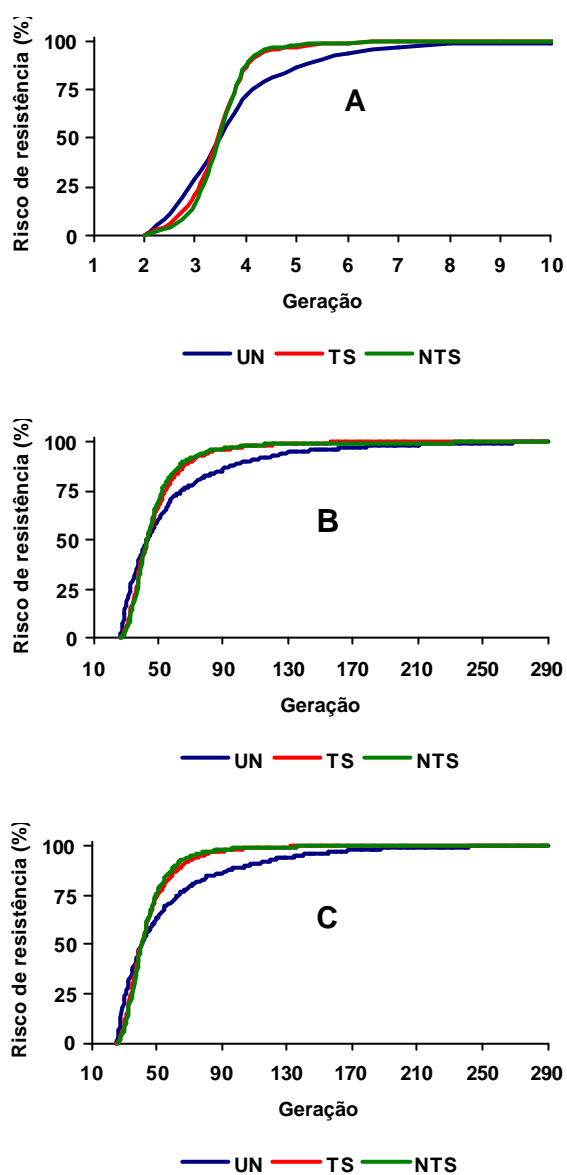 Risco de resistência (%)
100
75
50
25
0
A
1 2 3 4 5 6 7 8 9 10
Geração
UN TS NTS
Risco de resistência (%)
100
75
50
25
0
B
10 50 90 130 170 210 250 290
Geração
UN TS NTS
Risco de resistência (%)
100
75
50
25
0
C
10 50 90 130 170 210 250 290
Geração
UN TS NTS